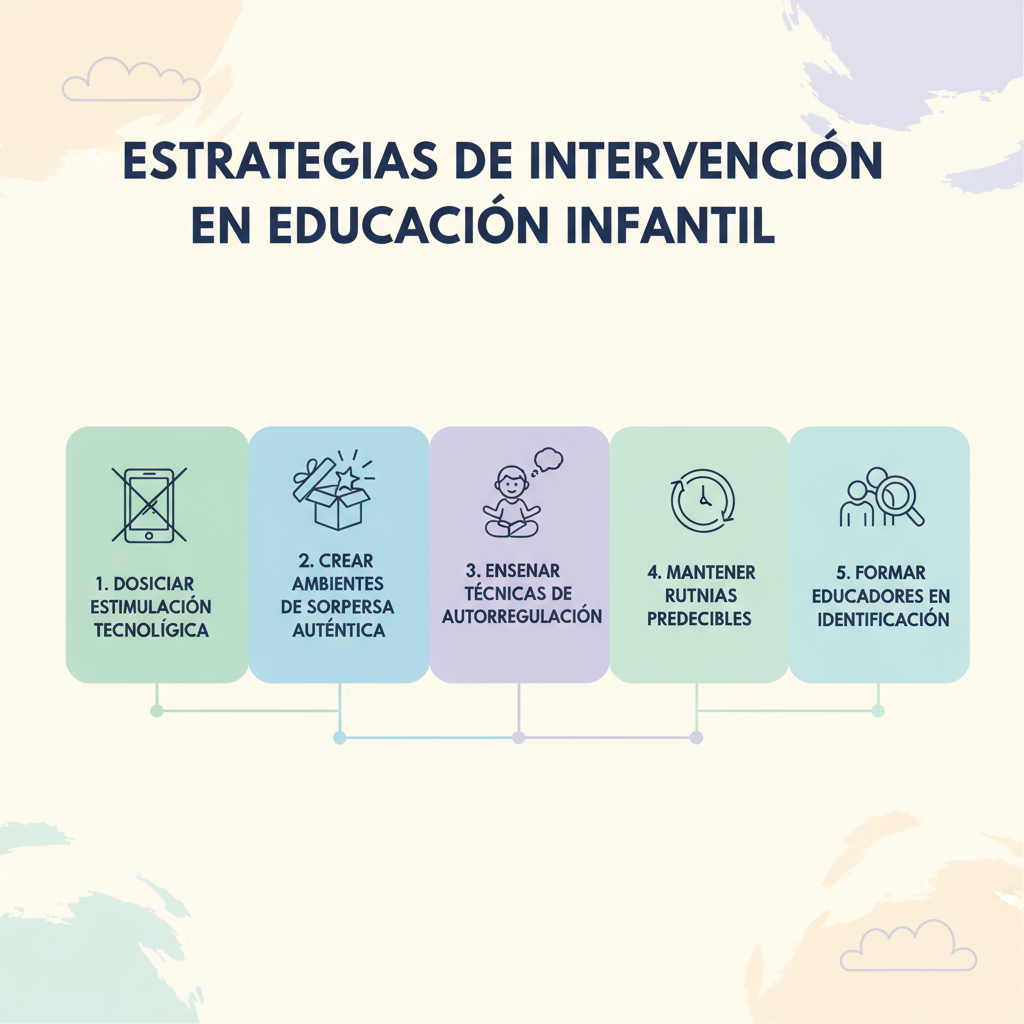 ESTRATEGIAS DE INTERVENCIÓN
EN EDUCACIÓN INFANTIL
1. DOSICIAR
ESTIMULACIÓN
TECNOLÍGICA
2. CREAR
AMBIENTES
DE SORPERSA
AUTÉNTICA
3. ENSENAR
TÉCNICAS DE
AUTORREGULACIÓN
4. MANTENER
RUTNIAS
PREDECIBLES
5. FORMAR
EDUCADORES EN
IDENTIFICACIÓN